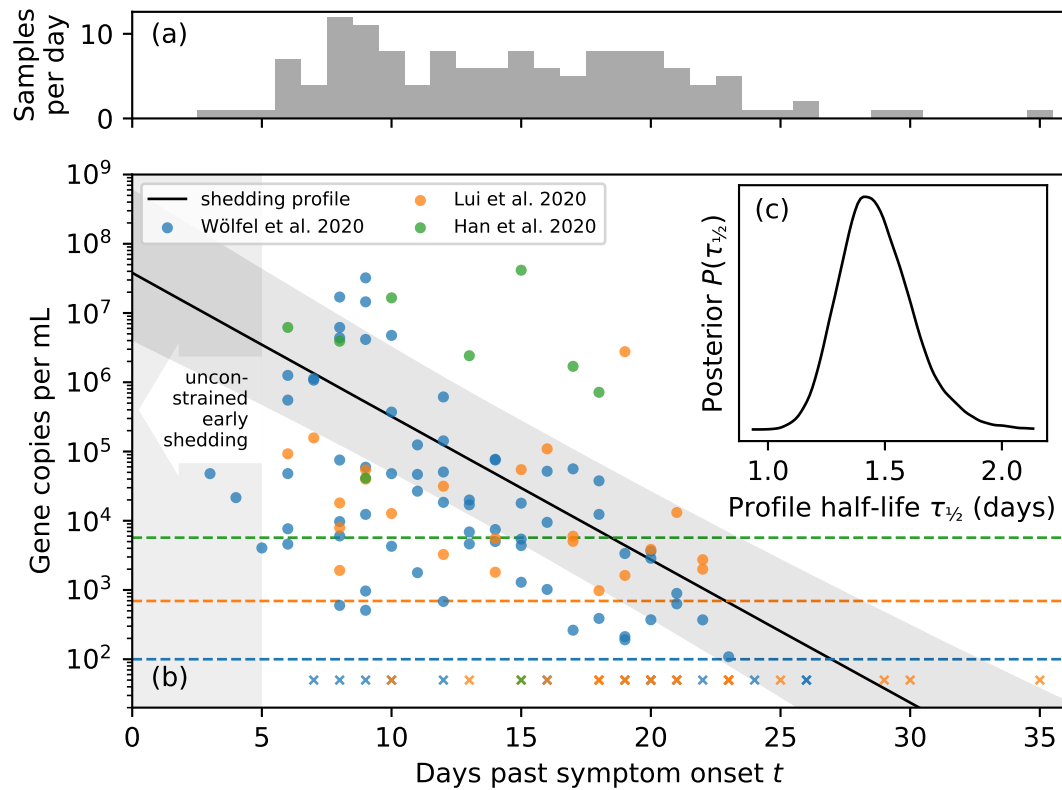 (a)
Samples
per day
10
0
10⁹
10⁸
10⁷
10⁶
10⁵
10⁴
10³
10²
Gene copies per mL
shedding profile
Wölfel et al. 2020
Lui et al. 2020
Han et al. 2020
uncon-
strained
early
shedding
(b)
(c)
Posterior P(τ½)
1.0 1.5 2.0
Profile half-life τ½ (days)
0 5 10 15 20 25 30 35
Days past symptom onset t